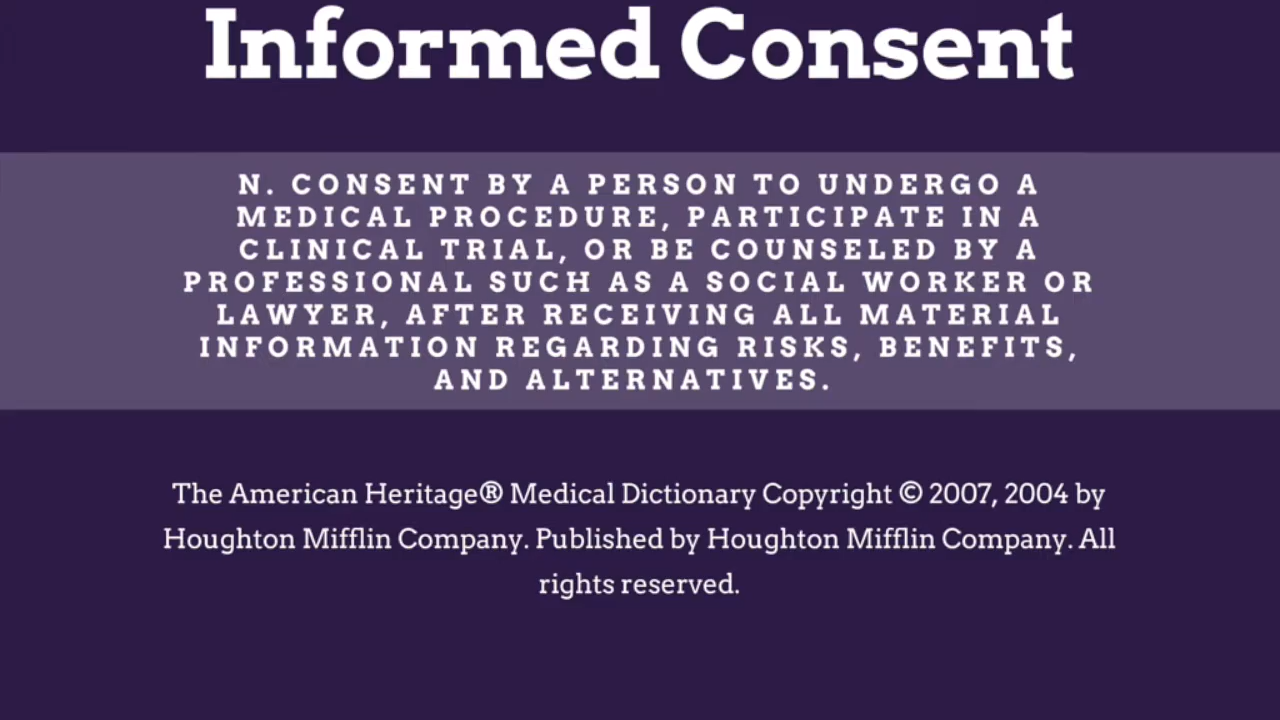 Informed Consent
N. CONSENT BY A PERSON TO UNDERGO A
MEDICAL PROCEDURE, PARTICIPATE IN A
CLINICAL TRIAL, OR BE COUNSELED BY A
PROFESSIONAL SUCH AS A SOCIAL WORKER OR
LAWYER, AFTER RECEIVING ALL MATERIAL
INFORMATION REGARDING RISKS, BENEFITS,
AND ALTERNATIVES.
The American Heritage® Medical Dictionary Copyright © 2007, 2004 by
Houghton Mifflin Company. Published by Houghton Mifflin Company. All
rights reserved.